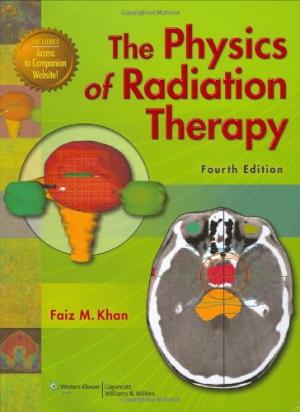 INCLUDES
Access
to Companion
Website!
The Physics
of Radiation
Therapy
Fourth Edition
Faiz M. Khan
Wolters Kluwer
Lippincott
Williams & Wilkins